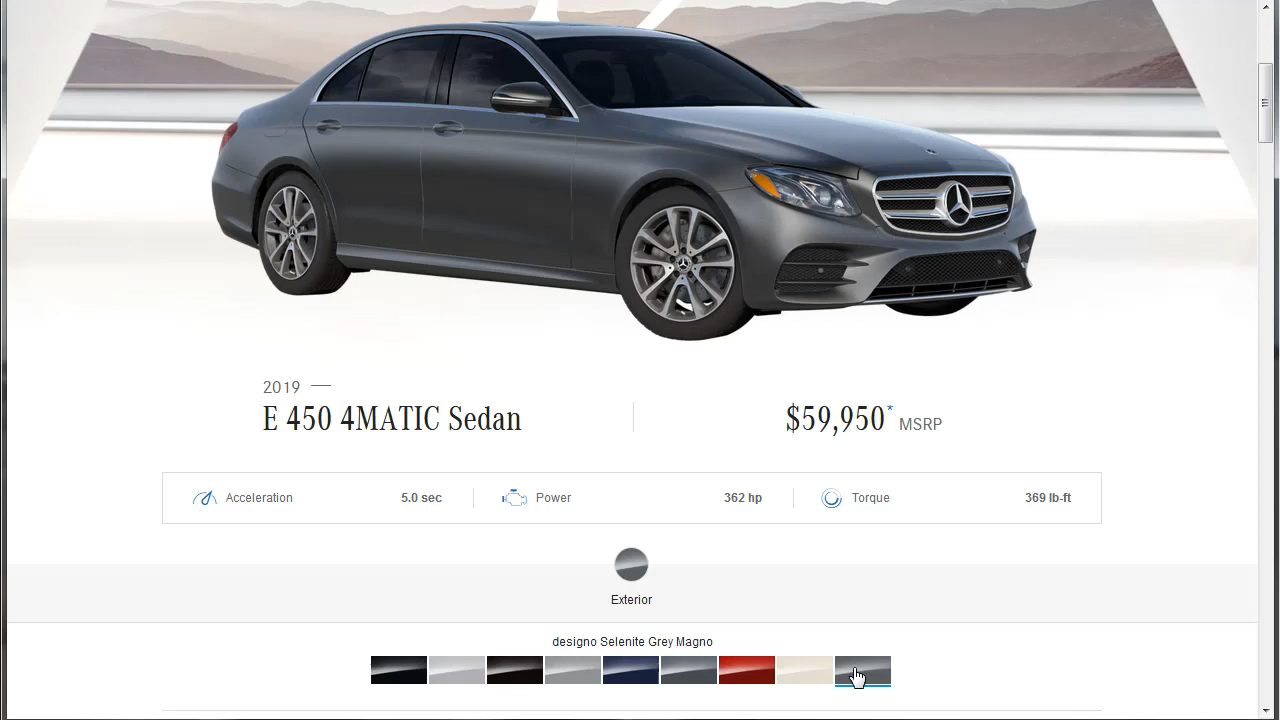 2019
E 450 4MATIC Sedan
$59,950* MSRP
Acceleration 5.0 sec
Power 362 hp
Torque 369 lb-ft
Exterior
designo Selenite Grey Magno